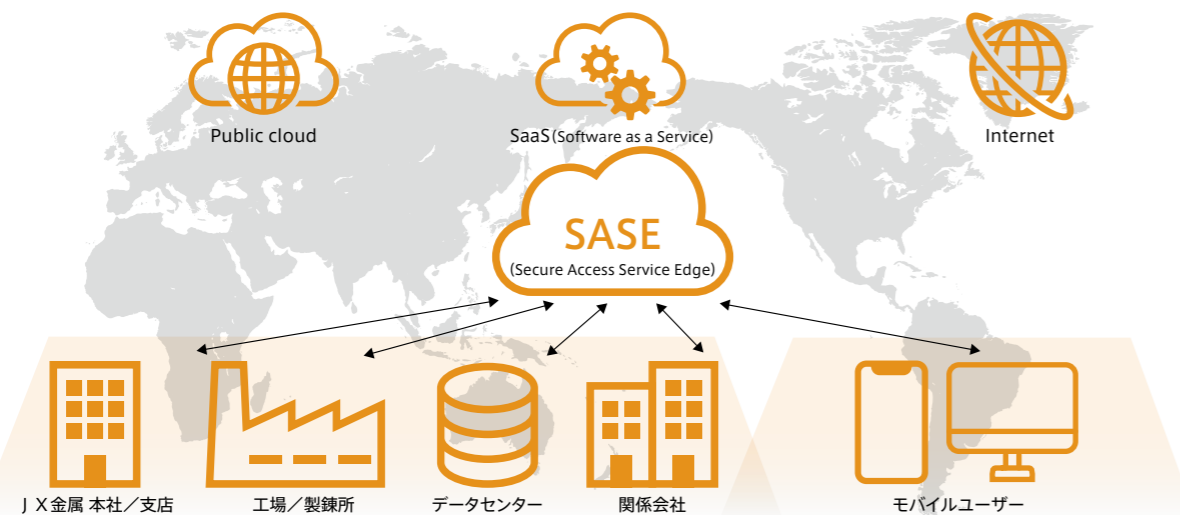 Public cloud
SaaS(Software as a Service)
Internet
SASE
(Secure Access Service Edge)
JX金属 本社／支店
工場／製錬所
データセンター
関係会社
モバイルユーザー